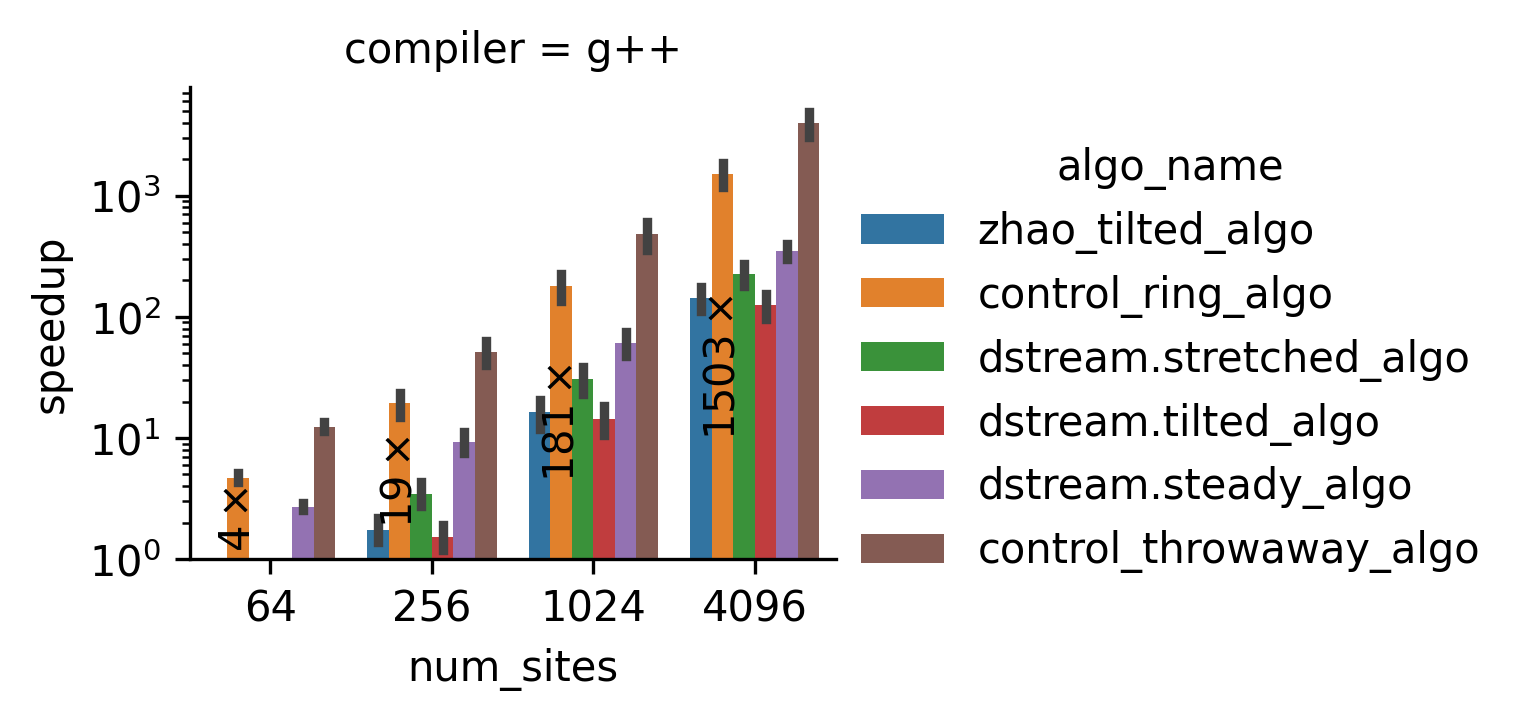 compiler = g++
speedup
10³
10²
10¹
10⁰
4 ×
19 ×
181 ×
1503 ×
64 256 1024 4096
num_sites
algo_name
zhao_tilted_algo
control_ring_algo
dstream.stretched_algo
dstream.tilted_algo
dstream.steady_algo
control_throwaway_algo